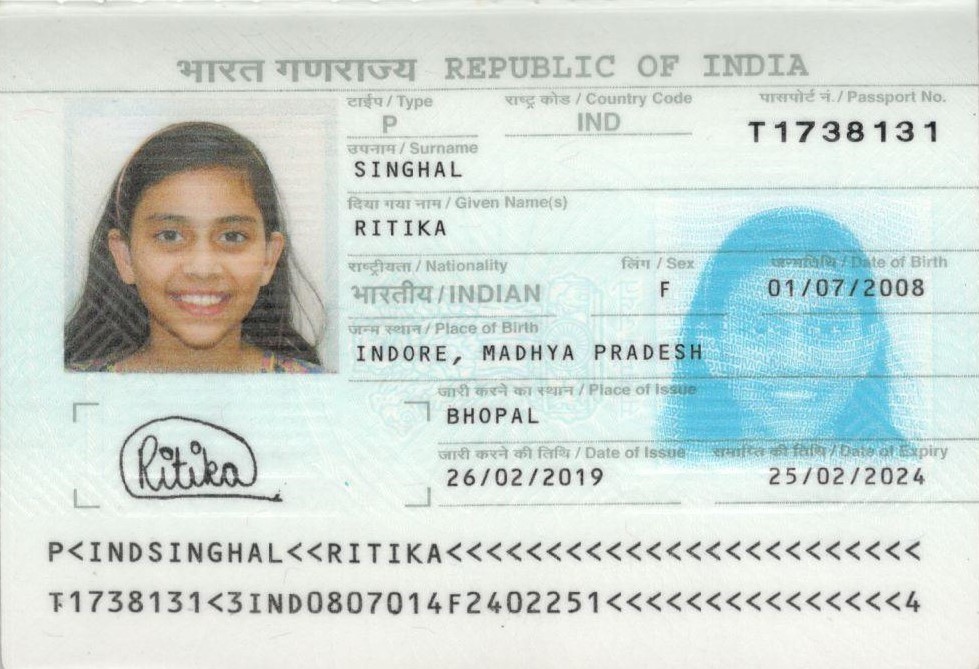 भारत गणराज्य REPUBLIC OF INDIA
टाईप / Type
राष्ट्र कोड / Country Code
पासपोर्ट नं. / Passport No.
P
IND
T1738131
उपनाम / Surname
SINGHAL
दिया गया नाम / Given Name(s)
RITIKA
राष्ट्रीयता / Nationality
लिंग / Sex
जन्मतिथि / Date of Birth
भारतीय / INDIAN
F
01/07/2008
जन्म स्थान / Place of Birth
INDORE, MADHYA PRADESH
जारी करने का स्थान / Place of Issue
BHOPAL
Ritika
जारी करने की तिथि / Date of Issue
समाप्ति की तिथि / Date of Expiry
26/02/2019
25/02/2024
P<INDSINGHAL<<RITIKA<<<<<<<<<<<<<<<<<<<<<<<<
T1738131<3IND0807014F2402251<<<<<<<<<<<<<<<4